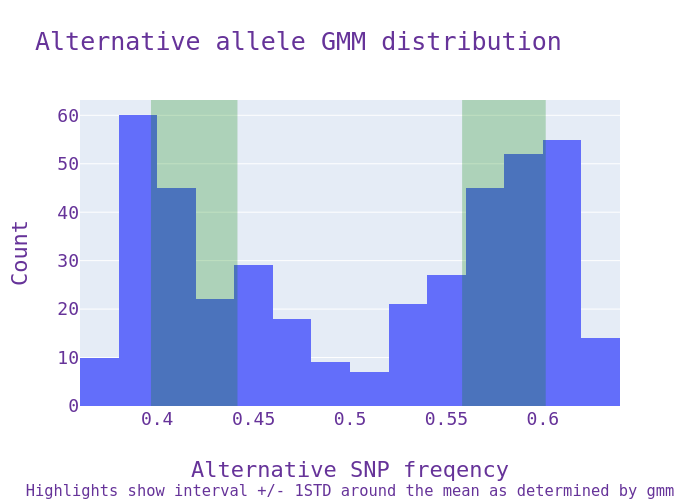 Alternative allele GMM distribution
Count
60
50
40
30
20
10
0
0.4 0.45 0.5 0.55 0.6
Alternative SNP freqency
Highlights show interval +/- 1STD around the mean as determined by gmm